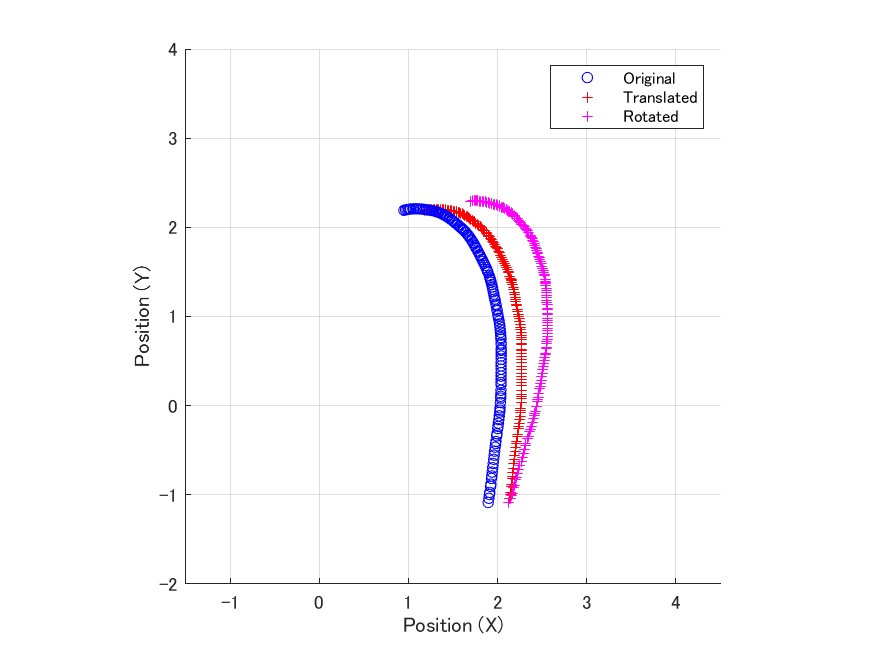 4
3
2
1
0
−1
−2
Position (Y)
−1 0 1 2 3 4
Position (X)
Original
Translated
Rotated